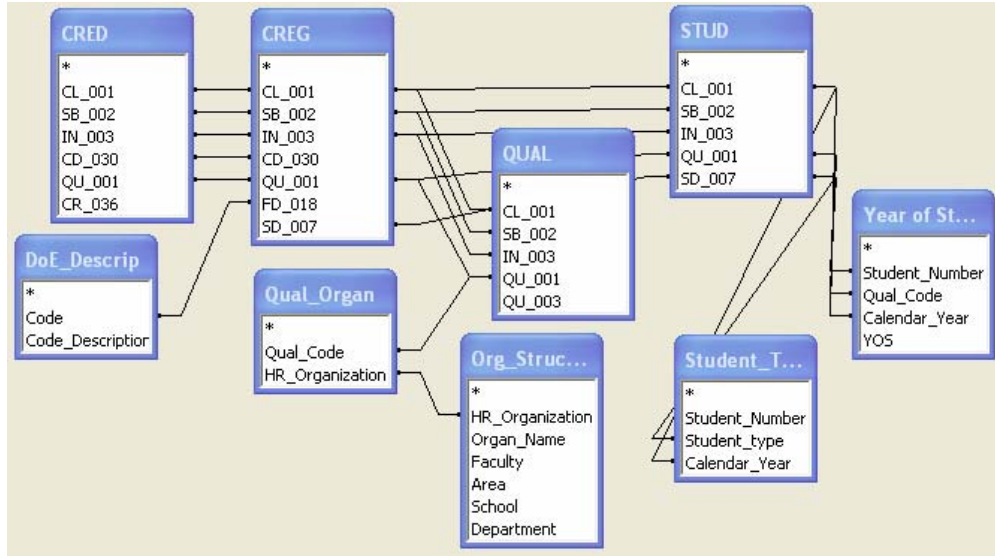 CRED
*
CL_001
SB_002
IN_003
CD_030
QU_001
CR_036
CREG
*
CL_001
SB_002
IN_003
CD_030
QU_001
FD_018
SD_007
STUD
*
CL_001
SB_002
IN_003
QU_001
SD_007
QUAL
*
CL_001
SB_002
IN_003
QU_001
QU_003
Year of St...
*
Student_Number
Qual_Code
Calendar_Year
YOS
DoE_Descrip
*
Code
Code_Description
Qual_Organ
*
Qual_Code
HR_Organization
Org_Struc...
*
HR_Organization
Organ_Name
Faculty
Area
School
Department
Student_T...
*
Student_Number
Student_type
Calendar_Year